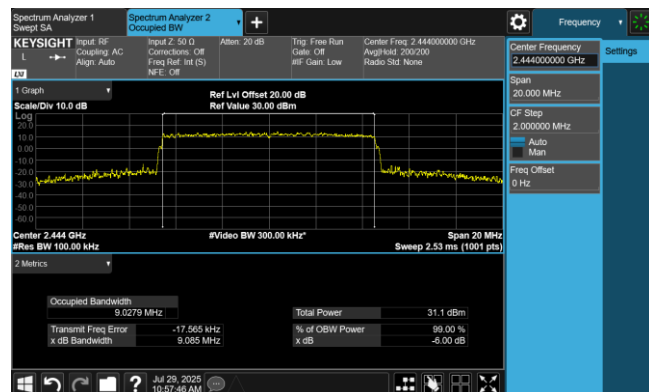 Spectrum Analyzer 1
Swept SA
Spectrum Analyzer 2
Occupied BW
Frequency
KEYSIGHT
L
LXI
Input: RF
Coupling: AC
Align: Auto
Input Z: 50 Ω
Corrections: Off
Freq Ref: Int (S)
NFE: Off
Atten: 20 dB
Trig: Free Run
Gate: Off
#IF Gain: Low
Center Freq: 2.444000000 GHz
Avg|Hold: 200/200
Radio Std: None
Center Frequency
2.444000000 GHz
Settings
Span
20.000 MHz
CF Step
2.000000 MHz
Auto
Man
Freq Offset
0 Hz
1 Graph
Scale/Div 10.0 dB
Ref Lvl Offset 20.00 dB
Ref Value 30.00 dBm
Log
20.0
10.0
0.00
-10.0
-20.0
-30.0
-40.0
-50.0
-60.0
Center 2.444 GHz
#Res BW 100.00 kHz
#Video BW 300.00 kHz*
Span 20 MHz
Sweep 2.53 ms (1001 pts)
2 Metrics
Occupied Bandwidth
9.0279 MHz
Total Power 31.1 dBm
Transmit Freq Error -17.565 kHz
% of OBW Power 99.00 %
x dB Bandwidth 9.085 MHz
x dB -6.00 dB
?
Jul 29, 2025
10:57:46 AM